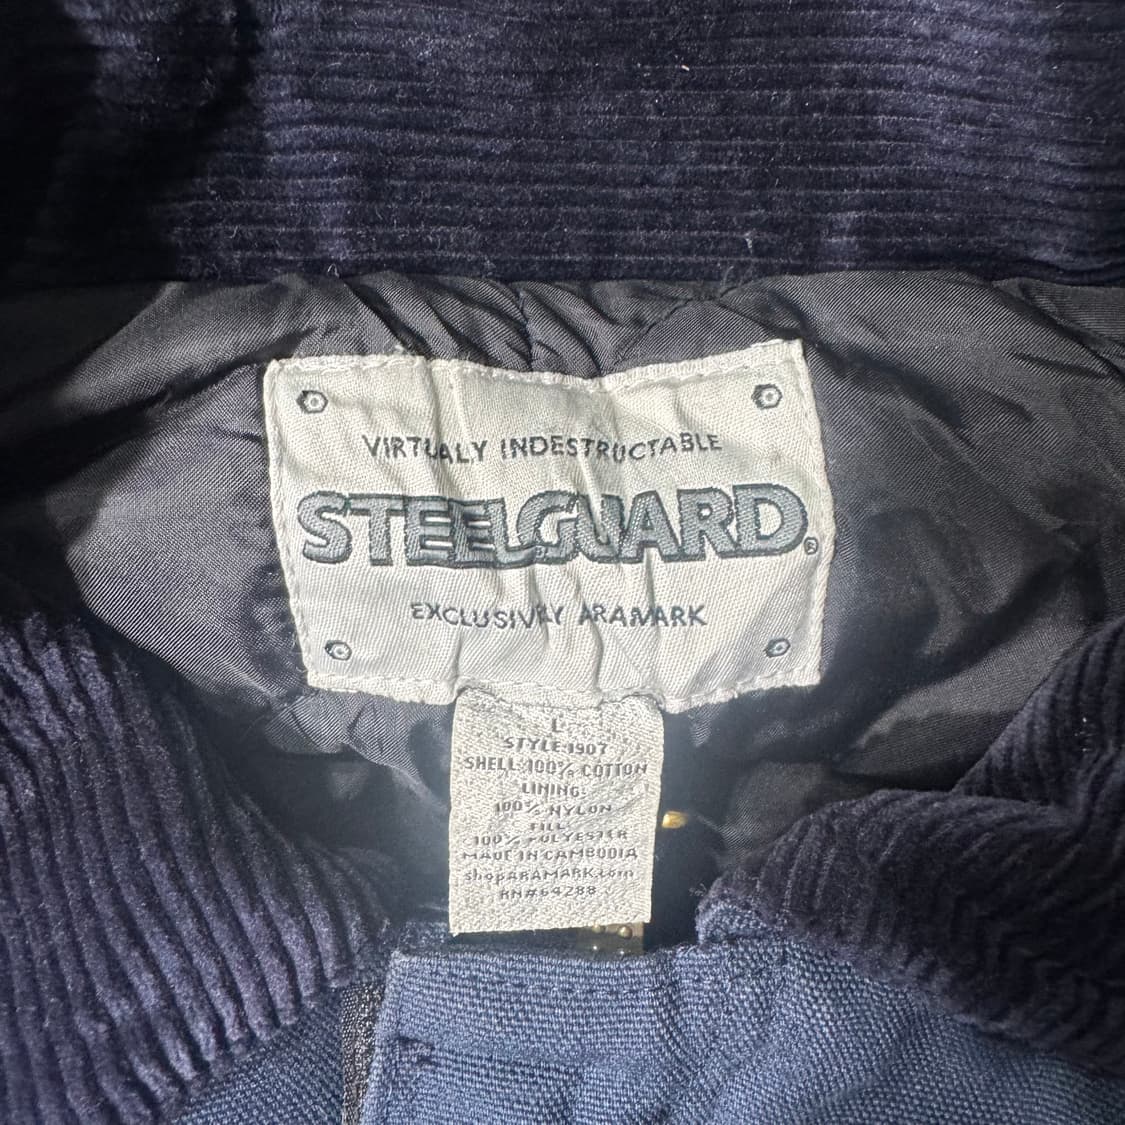 VIRTUALY INDESTRUCTABLE
STEELGUARD®
EXCLUSIVELY ARAMARK
L
STYLE:1907
SHELL:100% COTTON
LINING:
100% NYLON
FILL:
100% POLYESTER
MADE IN CAMBODIA
shopARAMARK.com
RN#64288